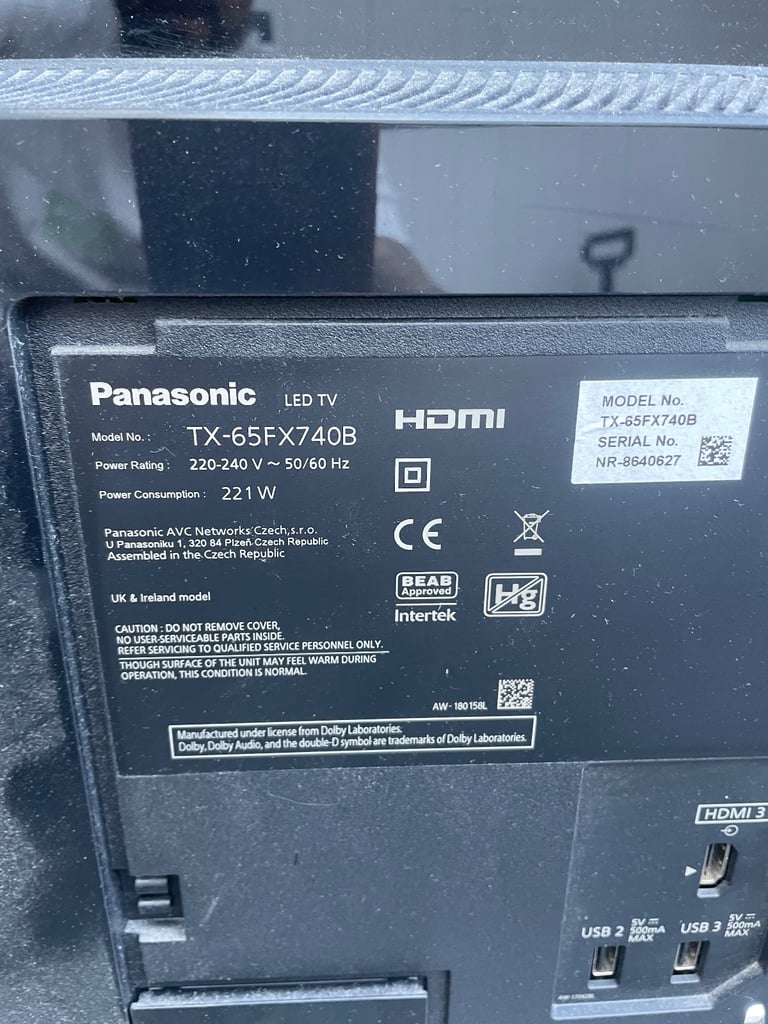 Panasonic LED TV
Model No. : TX-65FX740B
Power Rating : 220-240 V ~ 50/60 Hz
Power Consumption : 221 W
Panasonic AVC Networks Czech,s.r.o.
U Panasoniku 1, 320 84 Plzeň Czech Republic
Assembled in the Czech Republic
UK & Ireland model
CAUTION : DO NOT REMOVE COVER,
NO USER-SERVICEABLE PARTS INSIDE.
REFER SERVICING TO QUALIFIED SERVICE PERSONNEL ONLY.
THOUGH SURFACE OF THE UNIT MAY FEEL WARM DURING
OPERATION, THIS CONDITION IS NORMAL.
HDMI
CE
BEAB
Approved
Intertek
Hg
AW-180158L
Manufactured under license from Dolby Laboratories.
Dolby, Dolby Audio, and the double-D symbol are trademarks of Dolby Laboratories.
MODEL No.
TX-65FX740B
SERIAL No.
NR-8640627
HDMI 3
USB 2 5V ⎓
500mA
MAX
USB 3 5V ⎓
500mA
MAX